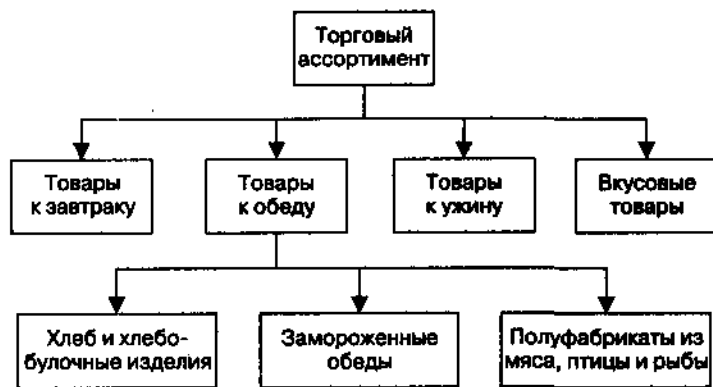 Торговый
ассортимент
Товары
к завтраку
Товары
к обеду
Товары
к ужину
Вкусовые
товары
Хлеб и хлебо-
булочные изделия
Замороженные
обеды
Полуфабрикаты из
мяса, птицы и рыбы